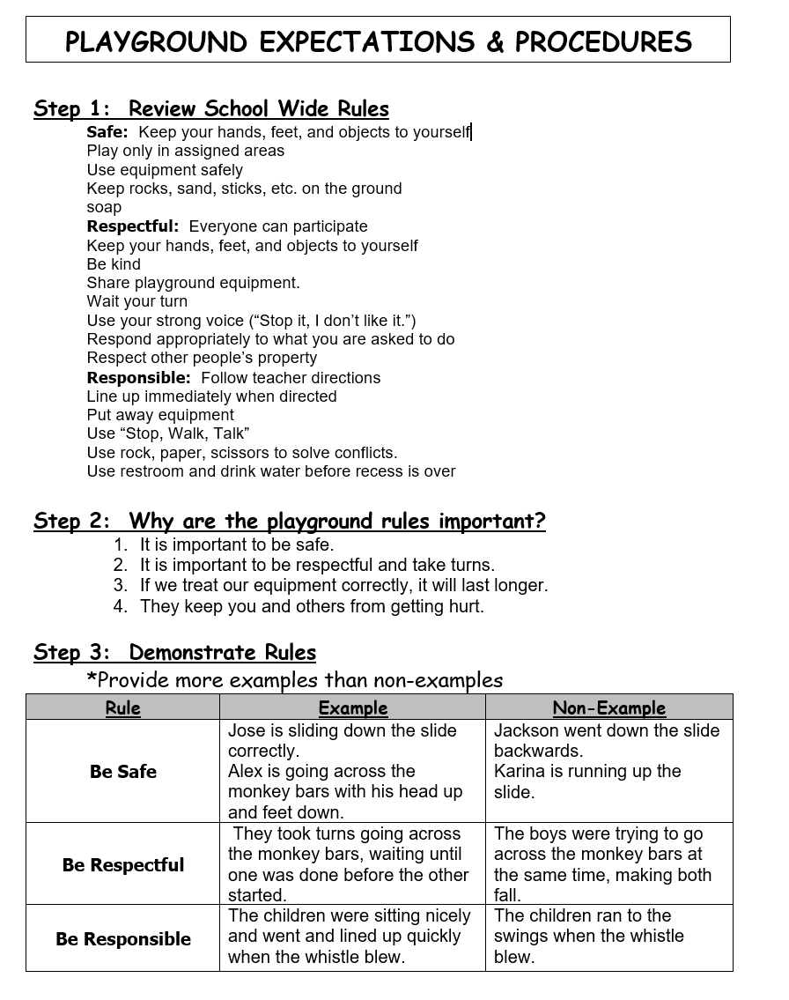 PLAYGROUND EXPECTATIONS & PROCEDURES
Step 1:  Review School Wide Rules
Safe:  Keep your hands, feet, and objects to yourself
Play only in assigned areas
Use equipment safely
Keep rocks, sand, sticks, etc. on the ground
soap
Respectful:  Everyone can participate
Keep your hands, feet, and objects to yourself
Be kind
Share playground equipment.
Wait your turn
Use your strong voice (“Stop it, I don’t like it.”)
Respond appropriately to what you are asked to do
Respect other people’s property
Responsible:  Follow teacher directions
Line up immediately when directed
Put away equipment
Use “Stop, Walk, Talk”
Use rock, paper, scissors to solve conflicts.
Use restroom and drink water before recess is over
Step 2:  Why are the playground rules important?
1. It is important to be safe.
2. It is important to be respectful and take turns.
3. If we treat our equipment correctly, it will last longer.
4. They keep you and others from getting hurt.
Step 3:  Demonstrate Rules
*Provide more examples than non-examples
Rule
Example
Non-Example
Be Safe
Jose is sliding down the slide
correctly.
Alex is going across the
monkey bars with his head up
and feet down.
Jackson went down the slide
backwards.
Karina is running up the
slide.
Be Respectful
They took turns going across
the monkey bars, waiting until
one was done before the other
started.
The boys were trying to go
across the monkey bars at
the same time, making both
fall.
Be Responsible
The children were sitting nicely
and went and lined up quickly
when the whistle blew.
The children ran to the
swings when the whistle
blew.